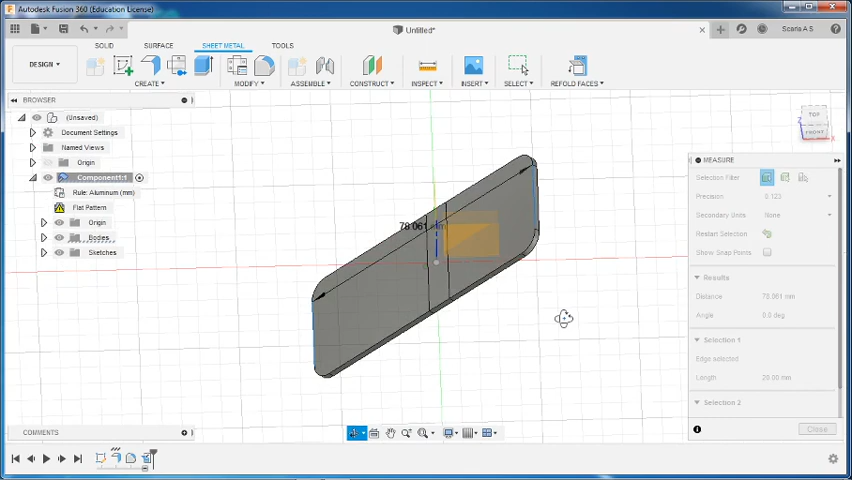 Autodesk Fusion 360 (Education License)
Untitled*
Scaria A S
DESIGN
SOLID
SURFACE
SHEET METAL
TOOLS
CREATE
MODIFY
ASSEMBLE
CONSTRUCT
INSPECT
INSERT
SELECT
REFOLD FACES
BROWSER
(Unsaved)
Document Settings
Named Views
Origin
Component1:1
Rule: Aluminum (mm)
Flat Pattern
Origin
Bodies
Sketches
78.061 mm
TOP
FRONT
Z
X
MEASURE
Selection Filter
Precision 0.123
Secondary Units None
Restart Selection
Show Snap Points
Results
Distance 78.061 mm
Angle 0.0 deg
Selection 1
Edge selected
Length 20.00 mm
Selection 2
Close
COMMENTS